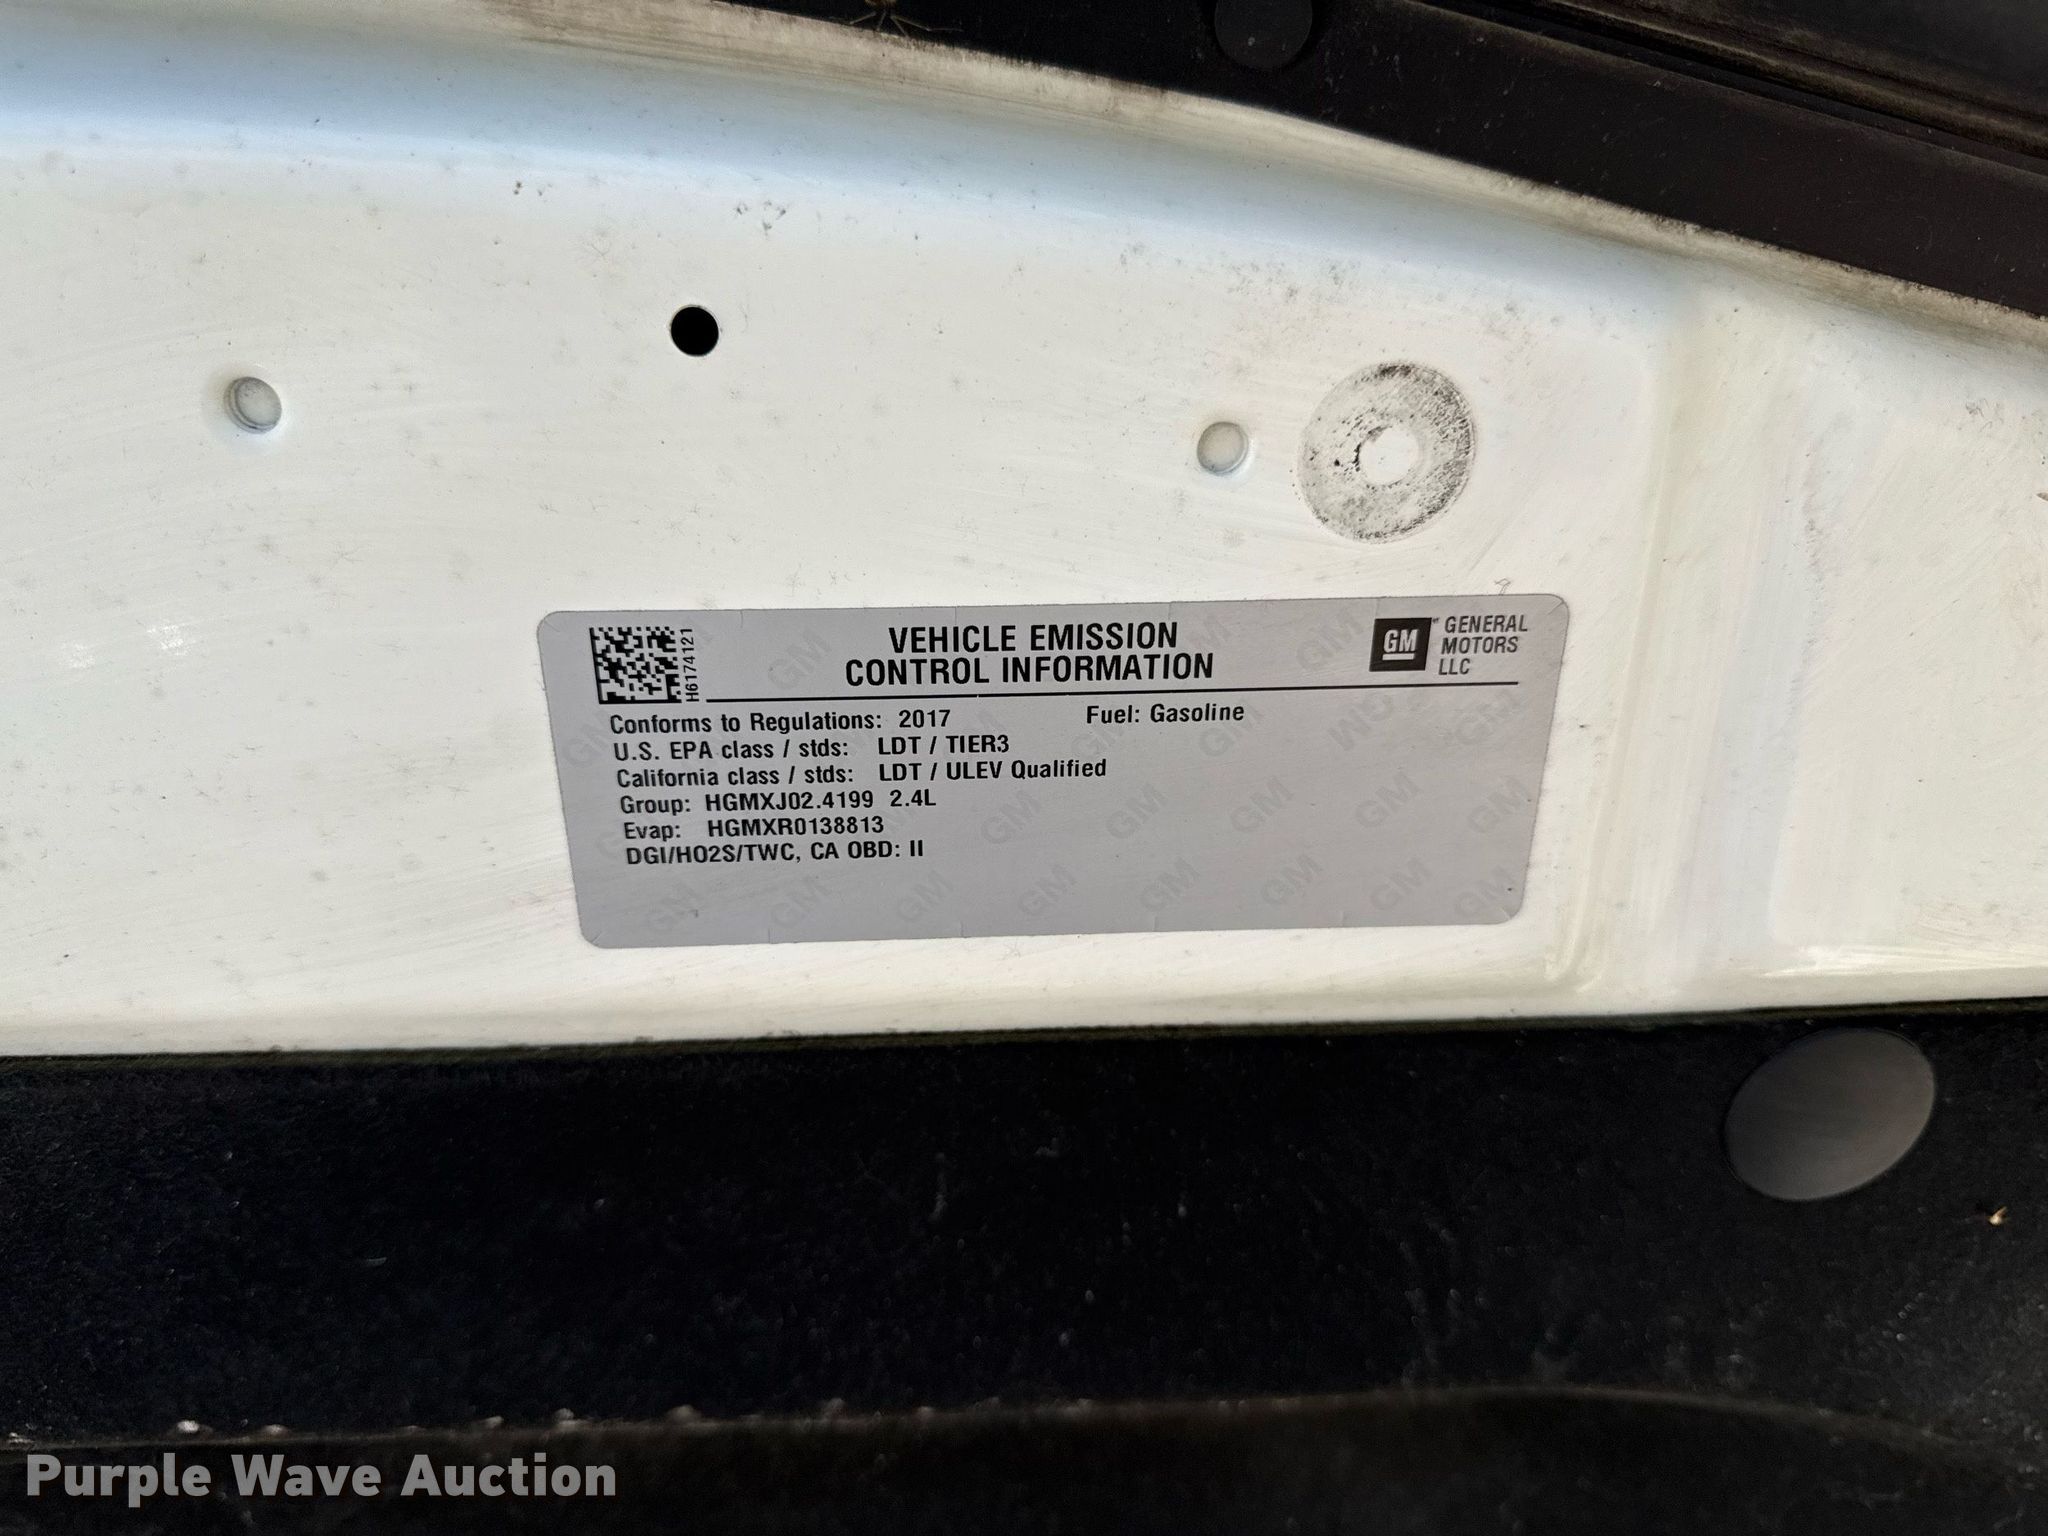 H6174121
VEHICLE EMISSION
CONTROL INFORMATION
GM
GENERAL
MOTORS
LLC
Conforms to Regulations: 2017 Fuel: Gasoline
U.S. EPA class / stds: LDT / TIER3
California class / stds: LDT / ULEV Qualified
Group: HGMXJ02.4199 2.4L
Evap: HGMXR0138813
DGI/HO2S/TWC, CA OBD: II
Purple Wave Auction